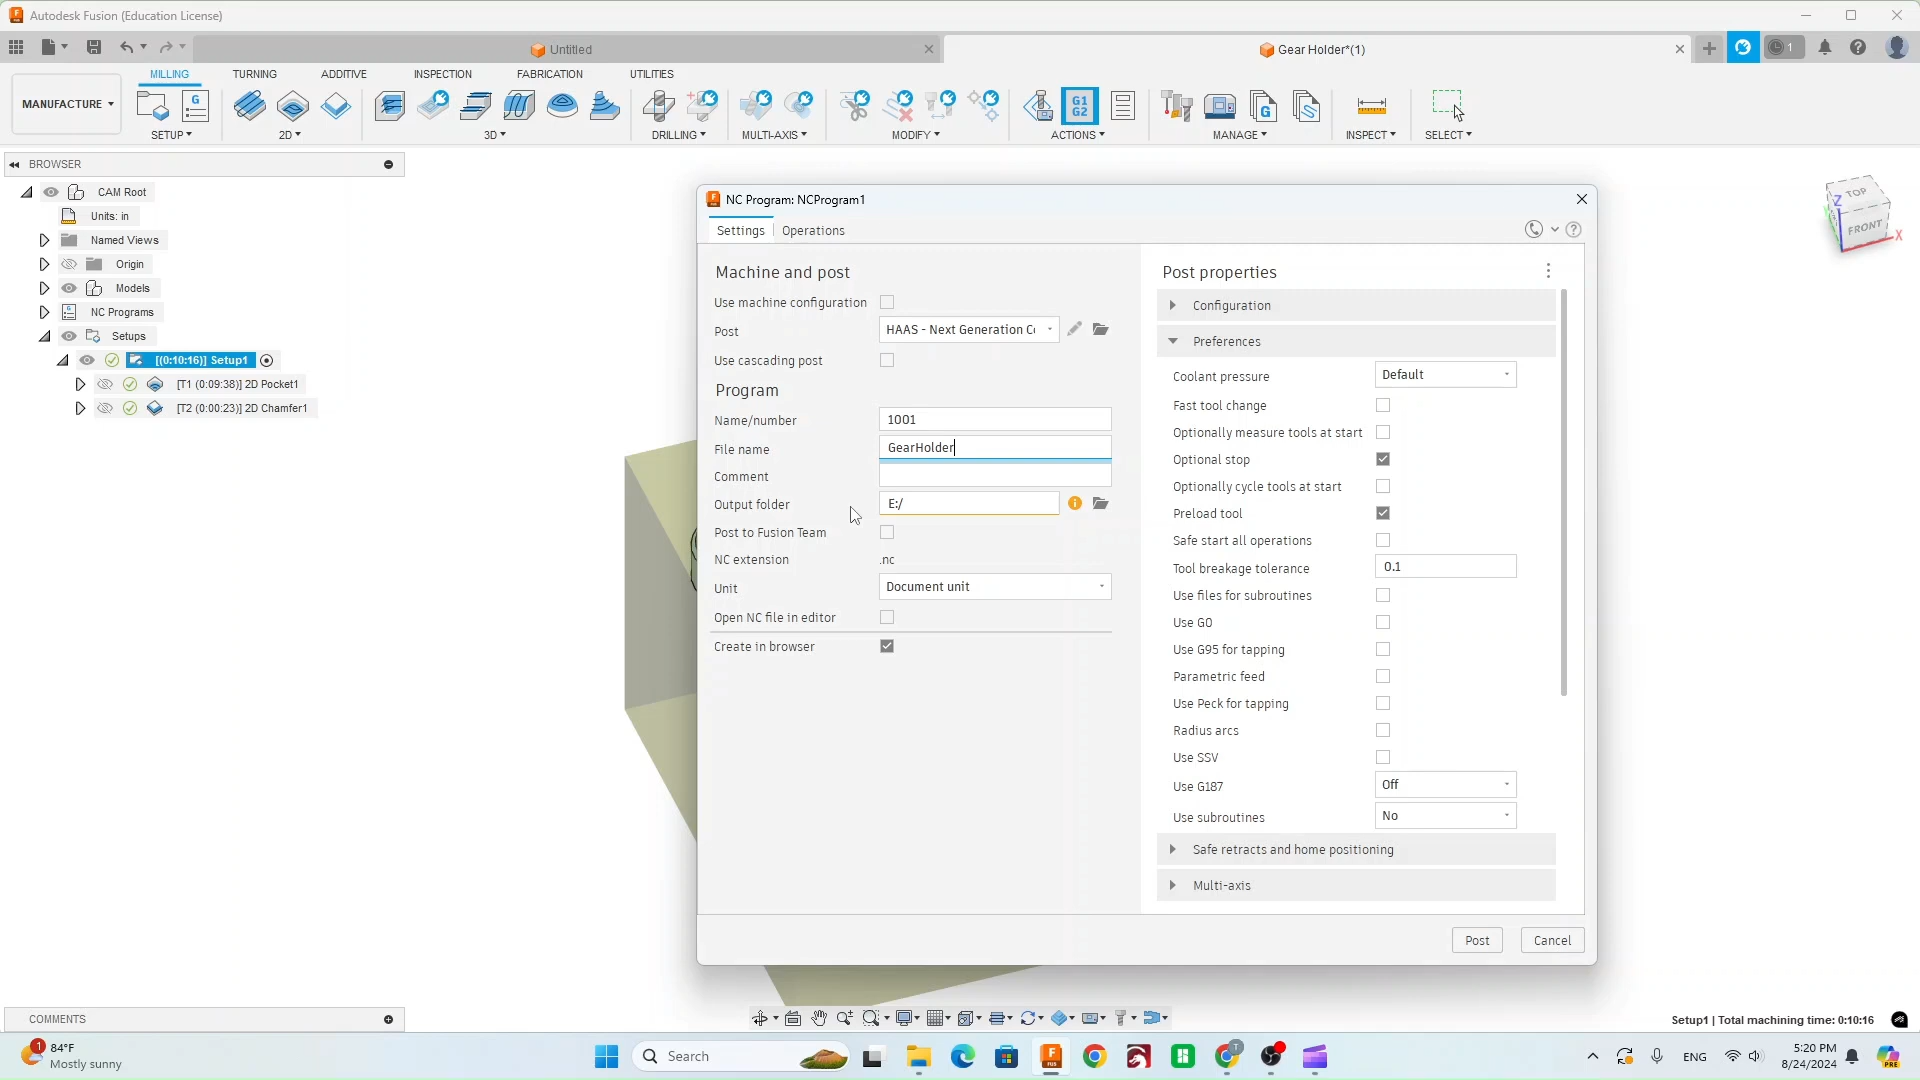 Autodesk Fusion (Education License)
Untitled
Gear Holder*(1)
1
MILLING TURNING ADDITIVE INSPECTION FABRICATION UTILITIES
MANUFACTURE
G
G1
G2
G
SETUP 2D 3D DRILLING MULTI-AXIS MODIFY ACTIONS MANAGE INSPECT SELECT
BROWSER
CAM Root
Units: in
Named Views
Origin
Models
NC Programs
Setups
[(0:10:16)] Setup1
[T1 (0:09:38)] 2D Pocket1
[T2 (0:00:23)] 2D Chamfer1
TOP
Z
FRONT
X
NC Program: NCProgram1
Settings Operations
Machine and post
Use machine configuration
Post HAAS - Next Generation Co
Use cascading post
Program
Name/number 1001
File name GearHolder
Comment
Output folder E:/
Post to Fusion Team
NC extension .nc
Unit Document unit
Open NC file in editor
Create in browser
Post properties
Configuration
Preferences
Coolant pressure Default
Fast tool change
Optionally measure tools at start
Optional stop
Optionally cycle tools at start
Preload tool
Safe start all operations
Tool breakage tolerance 0.1
Use files for subroutines
Use G0
Use G95 for tapping
Parametric feed
Use Peck for tapping
Radius arcs
Use SSV
Use G187 Off
Use subroutines No
Safe retracts and home positioning
Multi-axis
Post Cancel
COMMENTS
Setup1 | Total machining time: 0:10:16
1
84°F
Mostly sunny
Search
ENG
5:20 PM
8/24/2024
PRE